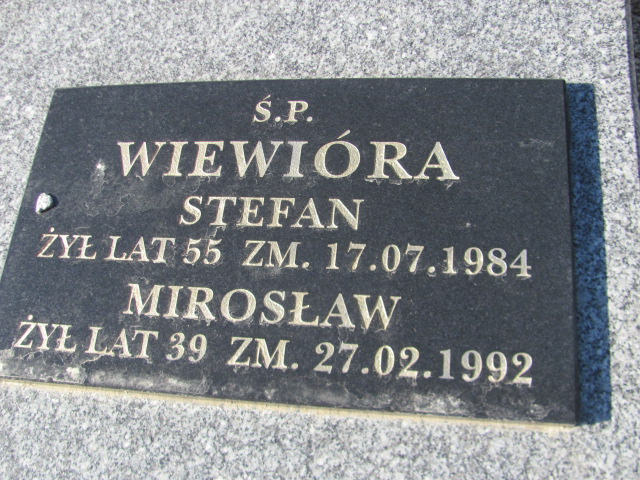 Ś.P.
WIEWIÓRA
STEFAN
ŻYŁ LAT 55 ZM. 17.07.1984
MIROSŁAW
ŻYŁ LAT 39 ZM. 27.02.1992